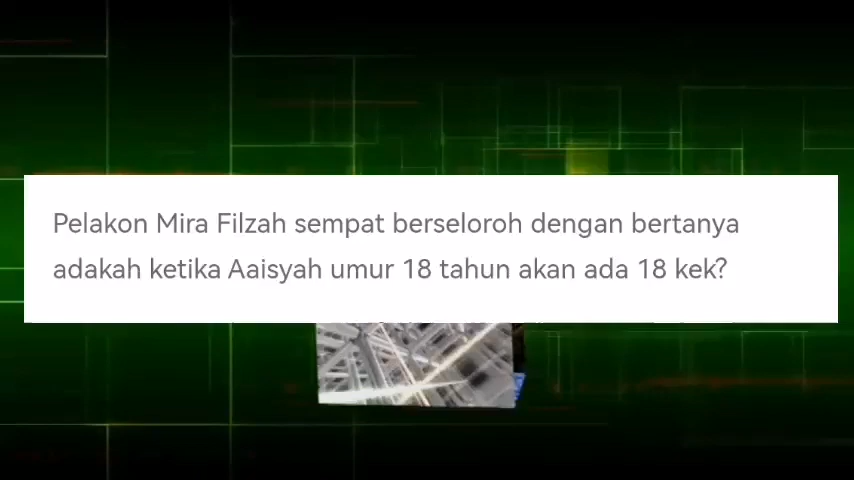 Pelakon Mira Filzah sempat berseloroh dengan bertanya
adakah ketika Aaisyah umur 18 tahun akan ada 18 kek?